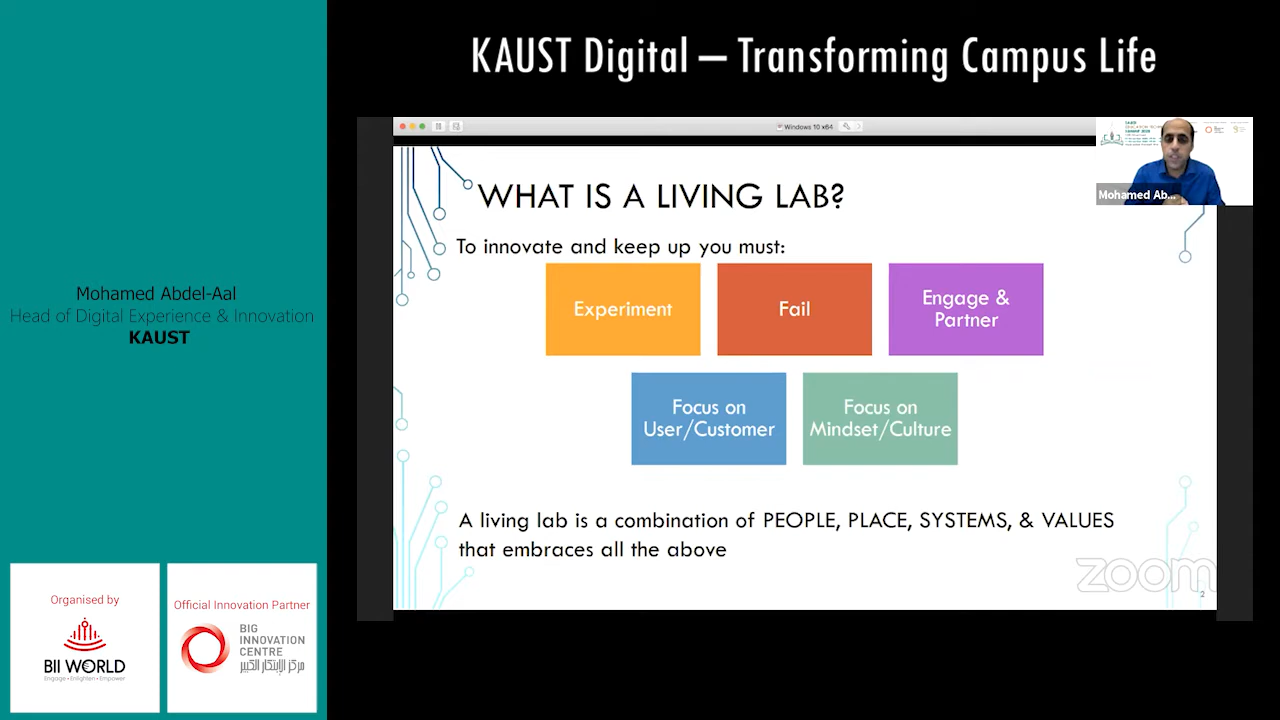 KAUST Digital – Transforming Campus Life
Windows 10 x64
Mohamed Ab...
WHAT IS A LIVING LAB?
To innovate and keep up you must:
Experiment
Fail
Engage &
Partner
Focus on
User/Customer
Focus on
Mindset/Culture
A living lab is a combination of PEOPLE, PLACE, SYSTEMS, & VALUES
that embraces all the above
zoom
2
Mohamed Abdel-Aal
Head of Digital Experience & Innovation
KAUST
Organised by
BII WORLD
Engage • Enlighten • Empower
Official Innovation Partner
BIG
INNOVATION
CENTRE
مركز الابتكار الكبير